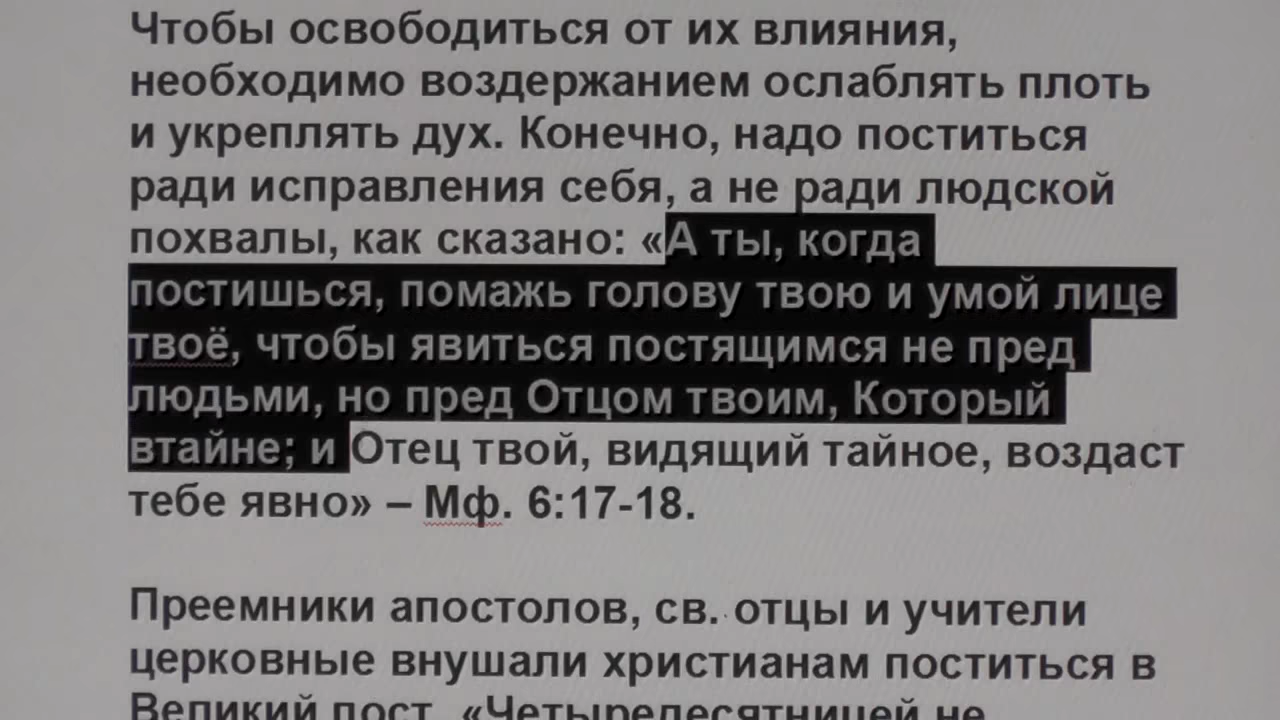 Чтобы освободиться от их влияния,
необходимо воздержанием ослаблять плоть
и укреплять дух. Конечно, надо поститься
ради исправления себя, а не ради людской
похвалы, как сказано: «А ты, когда
постишься, помажь голову твою и умой лице
твоё, чтобы явиться постящимся не пред
людьми, но пред Отцом твоим, Который
втайне; и Отец твой, видящий тайное, воздаст
тебе явно» – Мф. 6:17-18.
Преемники апостолов, св. отцы и учители
церковные внушали христианам поститься в
Великий пост. «Четыредесятницей не